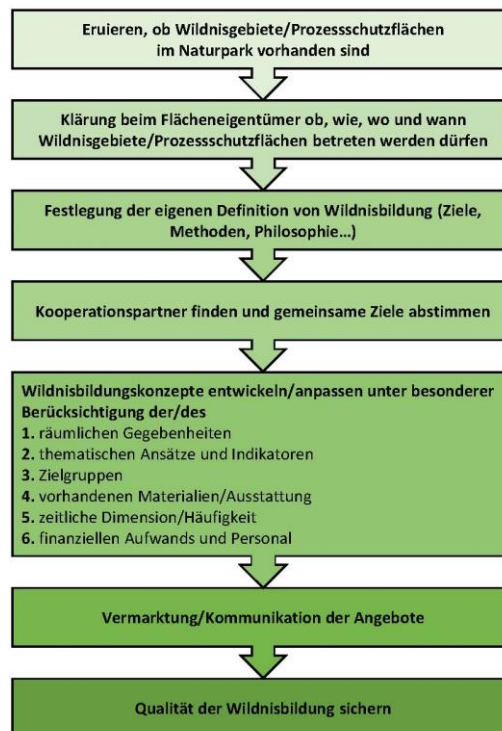 Eruieren, ob Wildnisgebiete/Prozessschutzflächen
im Naturpark vorhanden sind
Klärung beim Flächeneigentümer ob, wie, wo und wann
Wildnisgebiete/Prozessschutzflächen betreten werden dürfen
Festlegung der eigenen Definition von Wildnisbildung (Ziele,
Methoden, Philosophie...)
Kooperationspartner finden und gemeinsame Ziele abstimmen
Wildnisbildungskonzepte entwickeln/anpassen unter besonderer
Berücksichtigung der/des
1. räumlichen Gegebenheiten
2. thematischen Ansätze und Indikatoren
3. Zielgruppen
4. vorhandenen Materialien/Ausstattung
5. zeitliche Dimension/Häufigkeit
6. finanziellen Aufwands und Personal
Vermarktung/Kommunikation der Angebote
Qualität der Wildnisbildung sichern